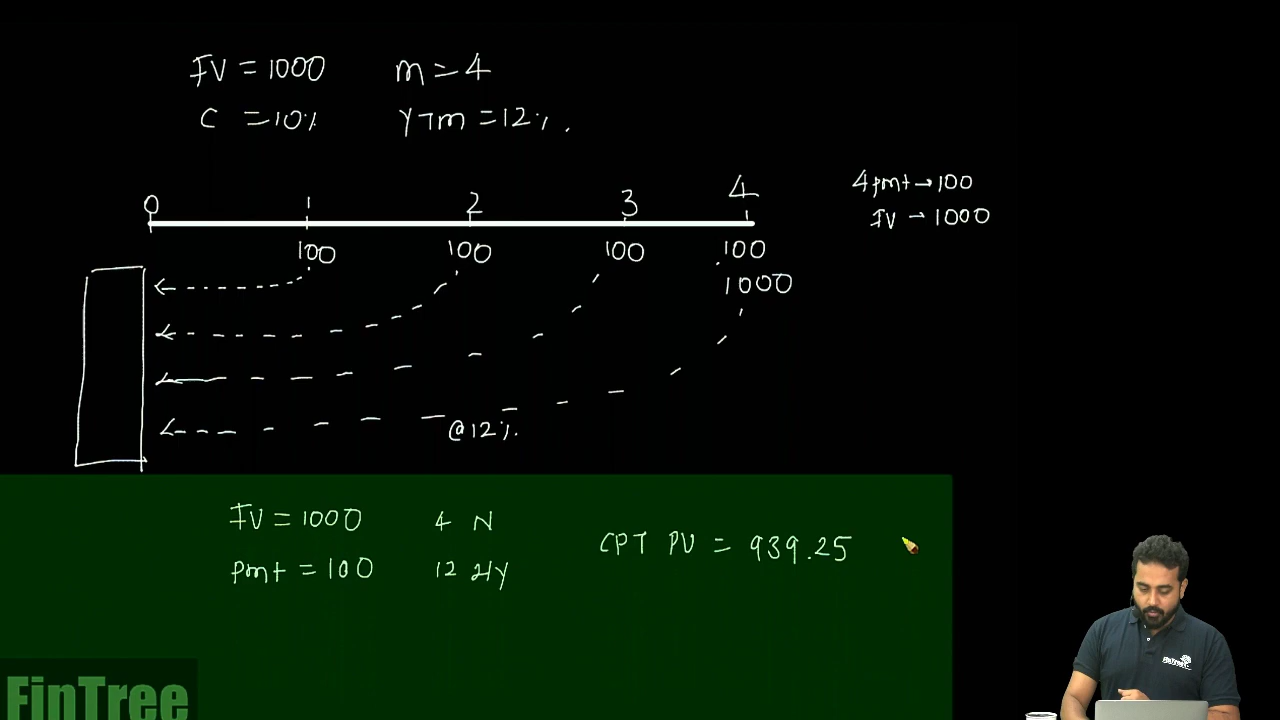 FV = 1000 m = 4
C = 10% YTM = 12%.
0 1 2 3 4
4 pmt → 100
FV → 1000
100 100 100 100
1000
@12%.
FV = 1000 4 N
pmt = 100 12 I/Y
CPT PV = 939.25
FinTree
FinTree